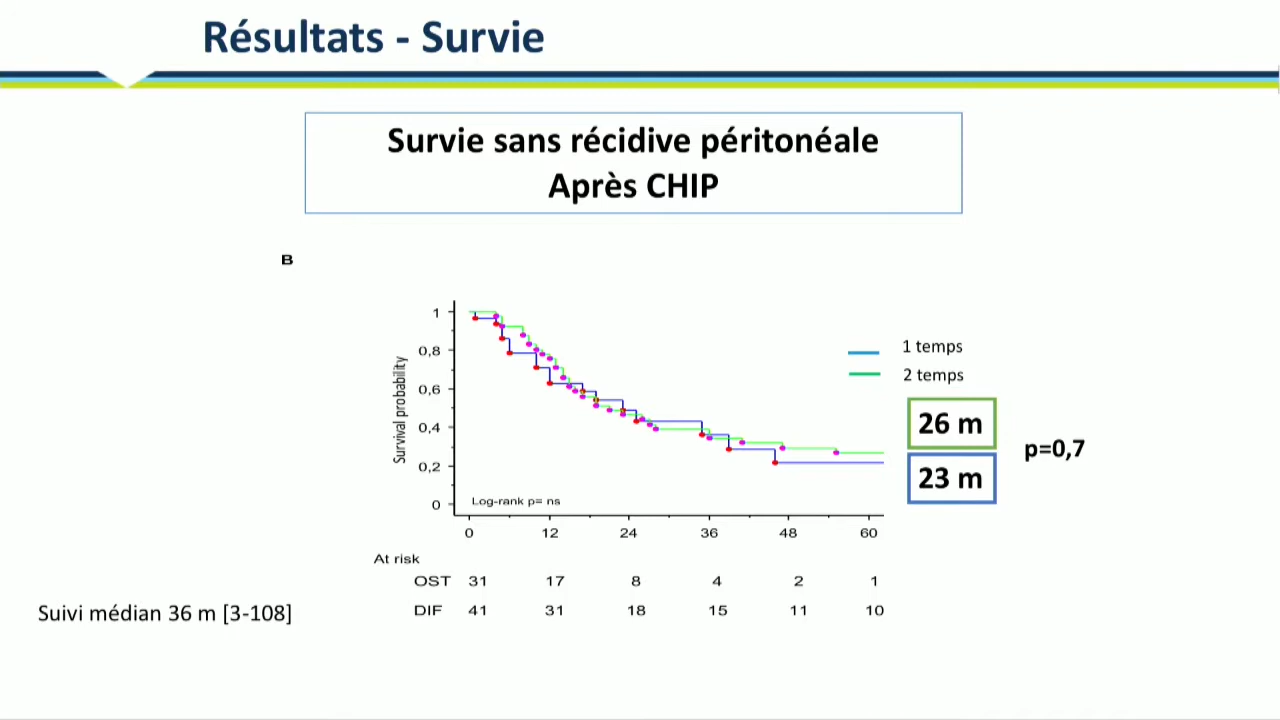 Résultats - Survie
Survie sans récidive péritonéale
Après CHIP
B
Survival probability
1
0,8
0,6
0,4
0,2
0
Log-rank p= ns
0 12 24 36 48 60
1 temps
2 temps
26 m
23 m
p=0,7
At risk
OST 31 17 8 4 2 1
DIF 41 31 18 15 11 10
Suivi médian 36 m [3-108]